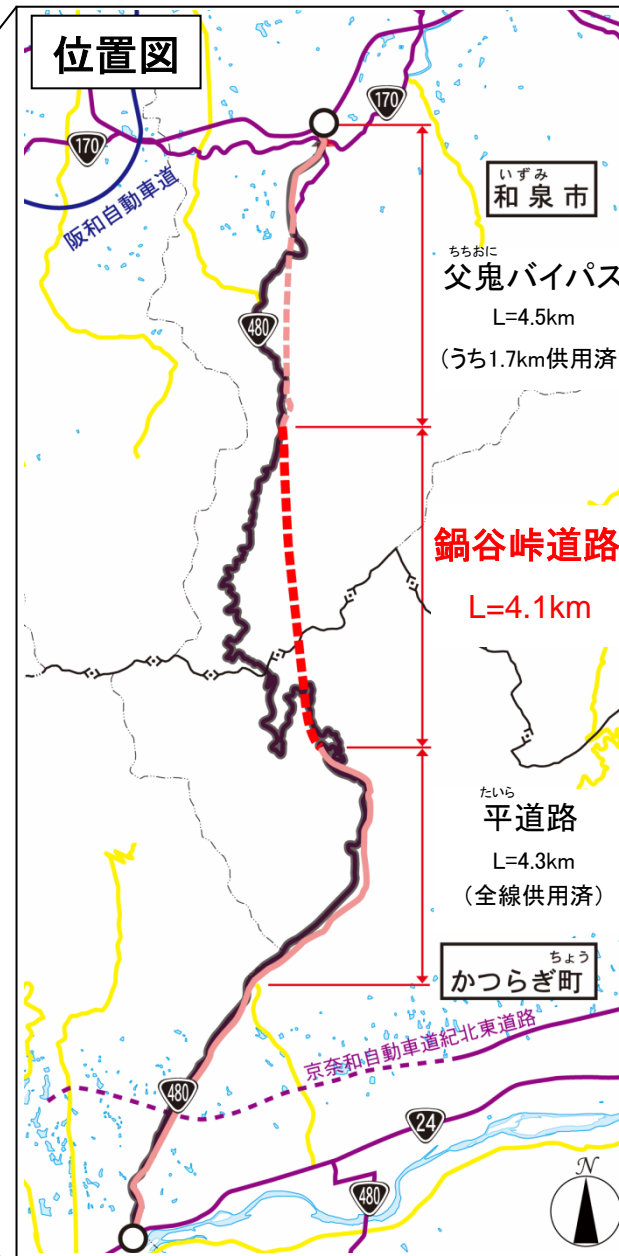 位置図
170
170
阪和自動車道
いずみ
和泉市
ちちおに
父鬼バイパス
L=4.5km
(うち1.7km供用済
480
鍋谷峠道路
L=4.1km
たいら
平道路
L=4.3km
(全線供用済)
ちょう
かつらぎ町
京奈和自動車道紀北東道路
480
24
480
N